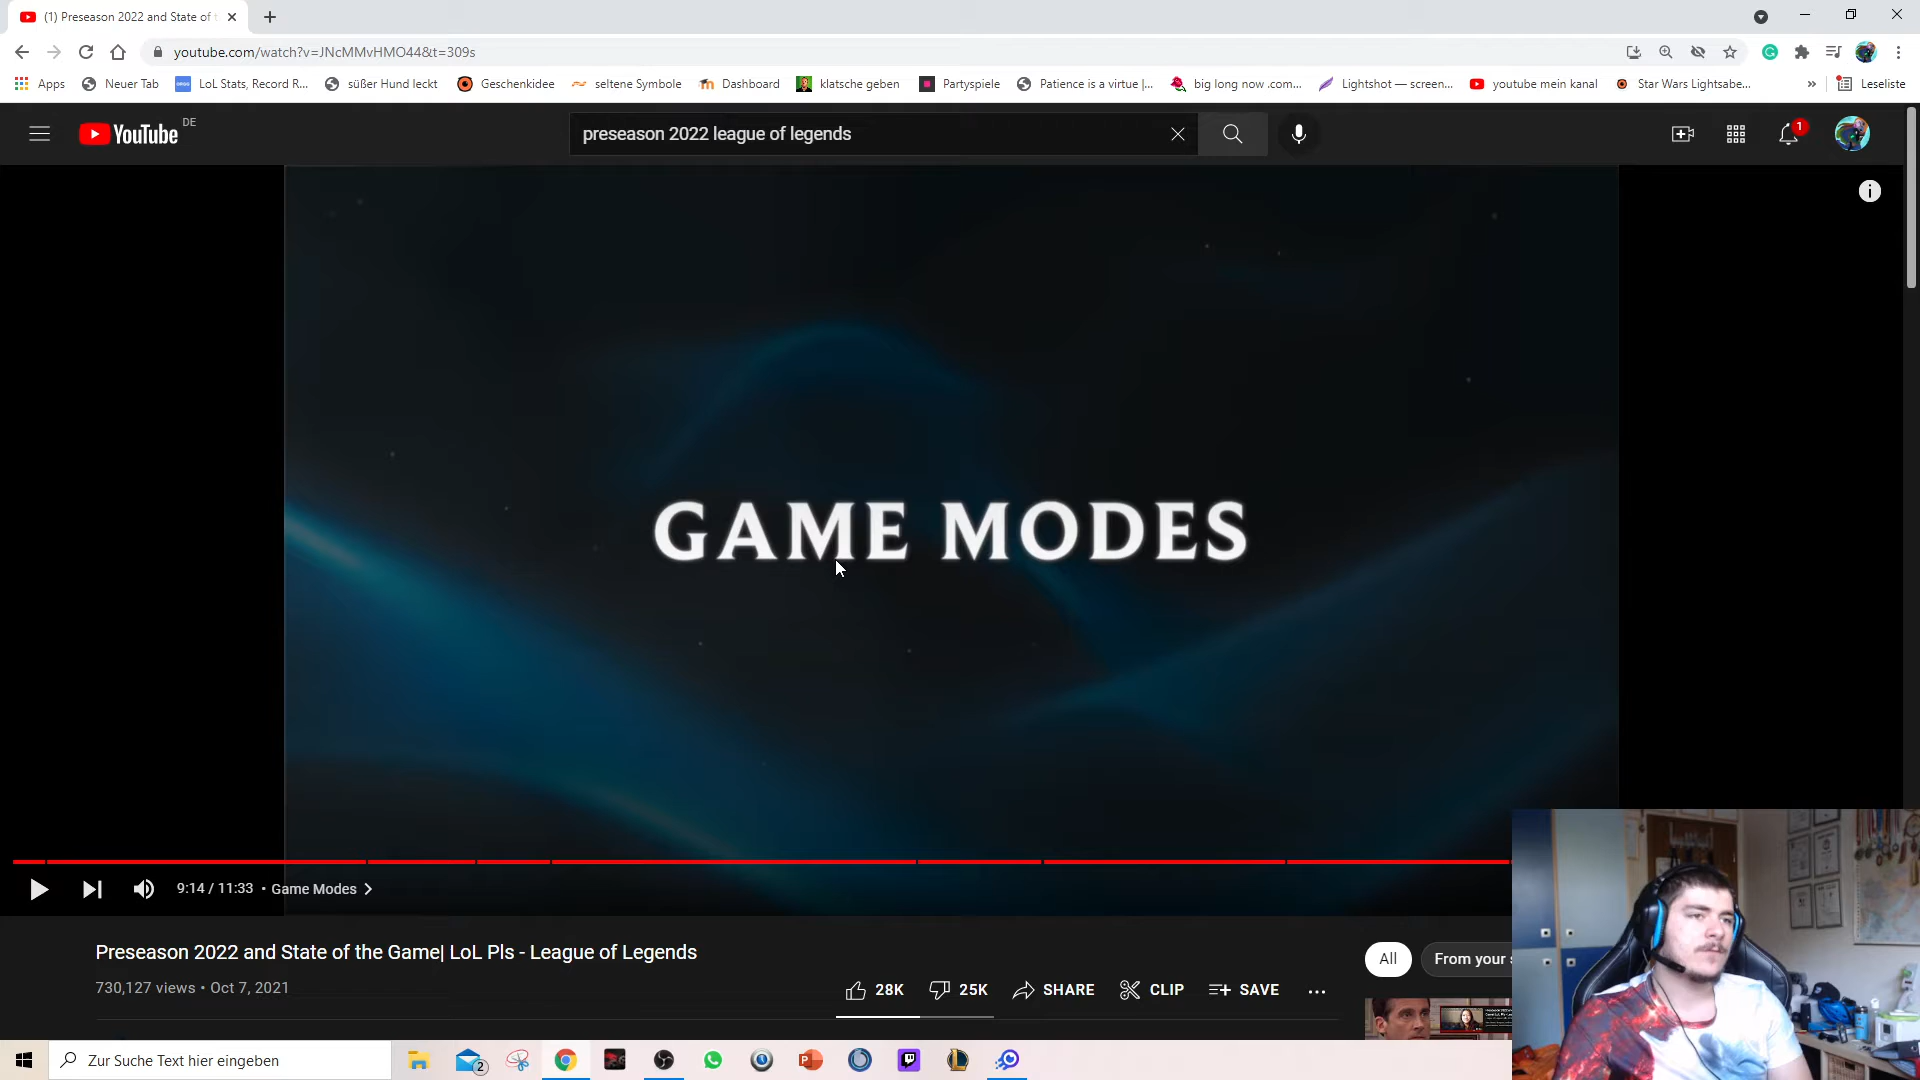 (1) Preseason 2022 and State of t
youtube.com/watch?v=JNcMMvHMO44&t=309s
Apps Neuer Tab LoL Stats, Record R... süßer Hund leckt Geschenkidee seltene Symbole Dashboard klatsche geben Partyspiele Patience is a virtue |... big long now .com... Lightshot — screen... youtube mein kanal Star Wars Lightsabe... » Leseliste
YouTube DE
preseason 2022 league of legends
1
GAME MODES
9:14 / 11:33 • Game Modes
Preseason 2022 and State of the Game| LoL Pls - League of Legends
All
From your s
730,127 views • Oct 7, 2021
28K 25K SHARE CLIP SAVE
Zur Suche Text hier eingeben
2